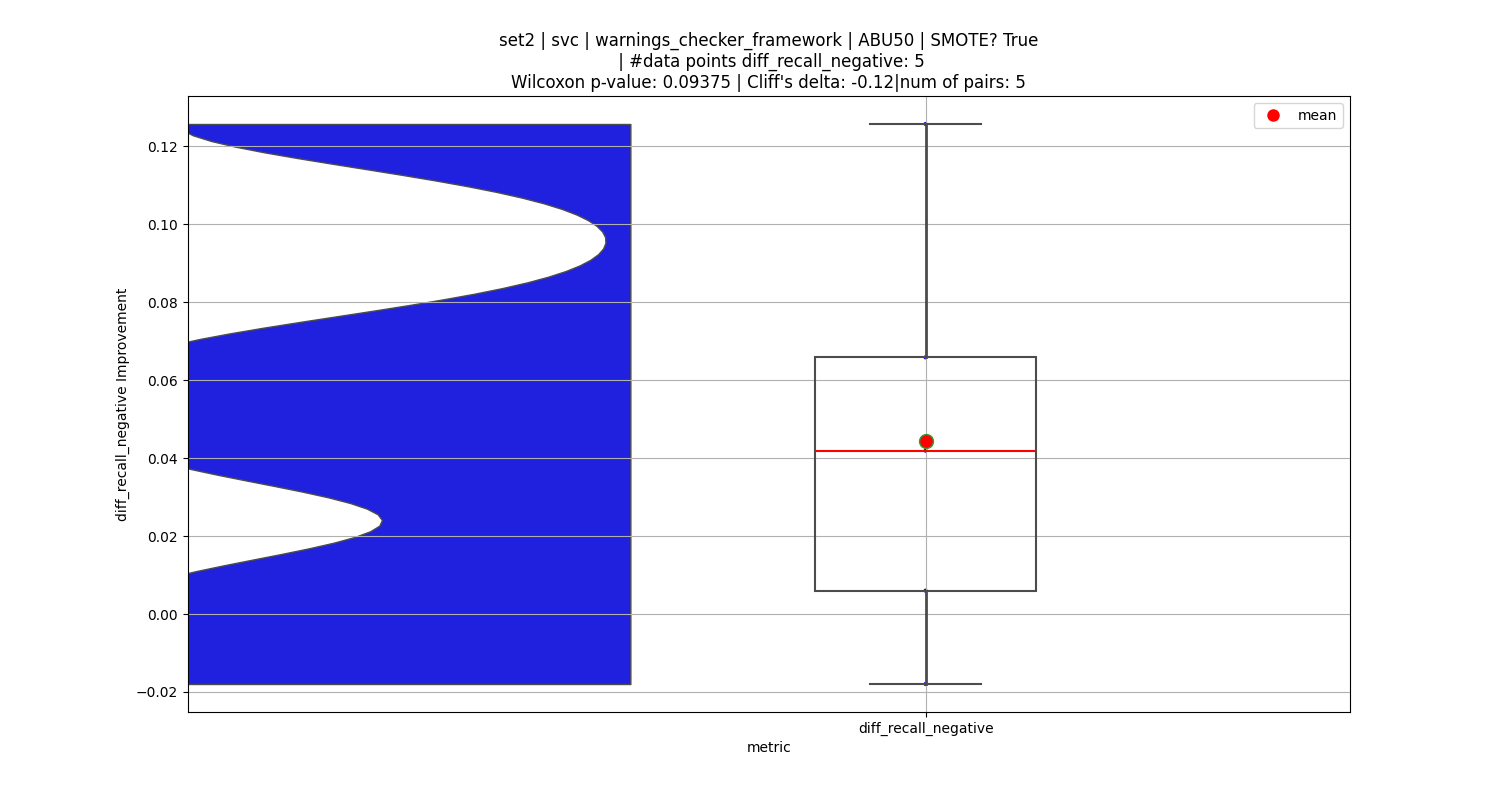 set2 | svc | warnings_checker_framework | ABU50 | SMOTE? True
| #data points diff_recall_negative: 5
Wilcoxon p-value: 0.09375 | Cliff's delta: -0.12|num of pairs: 5
mean
0.12
0.10
0.08
0.06
0.04
0.02
0.00
−0.02
diff_recall_negative Improvement
diff_recall_negative
metric